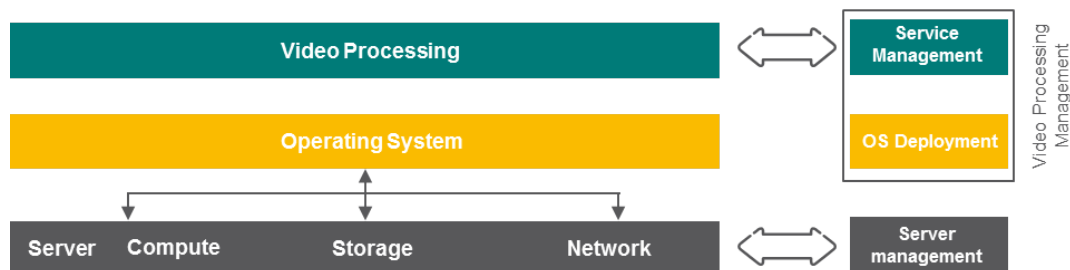 Video Processing
Service
Management
Operating System
OS Deployment
Video Processing
Management
Server Compute Storage Network
Server
management